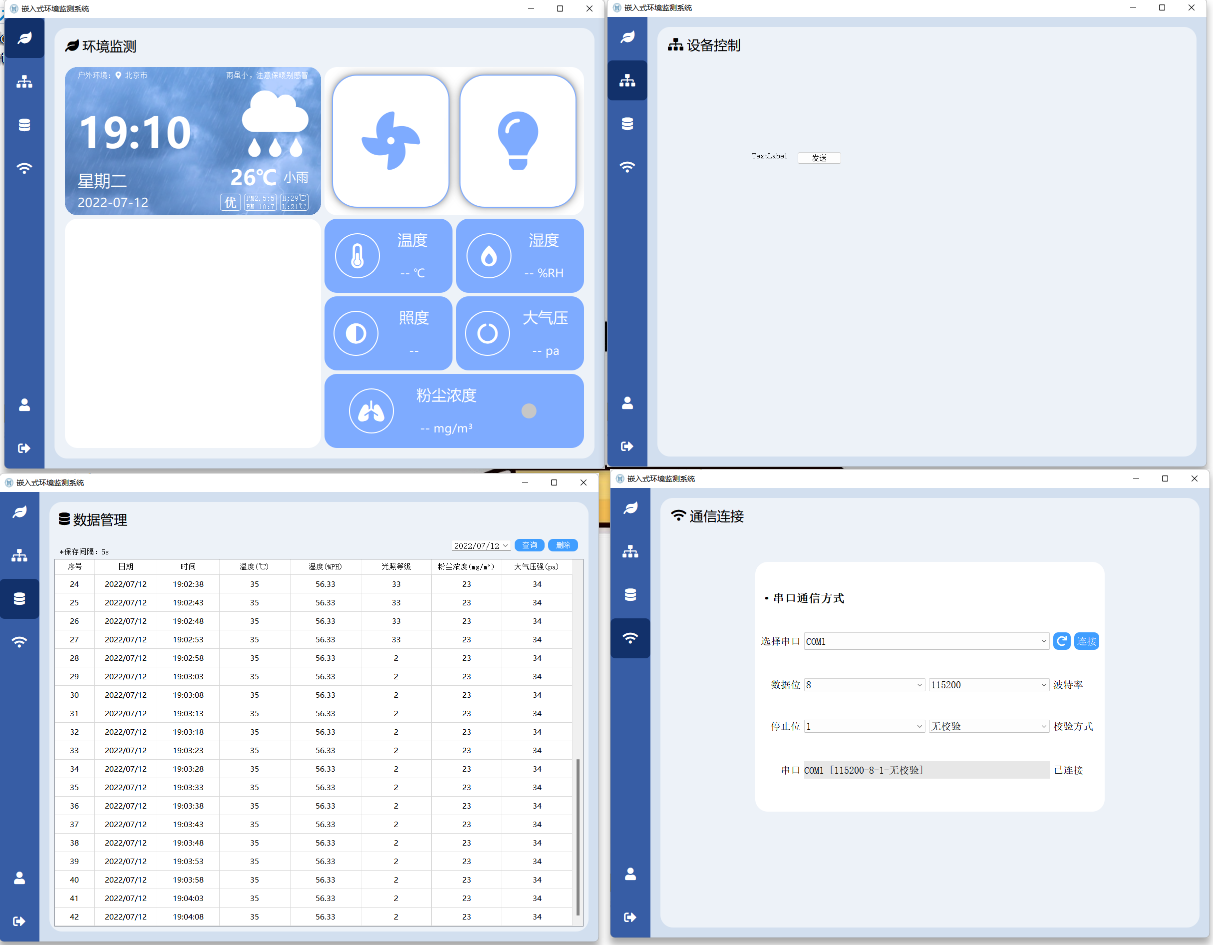 嵌入式环境监测系统
环境监测
户外环境: 北京市
雨虽小,注意保暖别感冒
19:10
星期二
2022-07-12
26℃ 小雨
优
温度
-- ℃
湿度
-- %RH
照度
--
大气压
-- pa
粉尘浓度
-- mg/m³
嵌入式环境监测系统
设备控制
TextLabel 发送
嵌入式环境监测系统
数据管理
*保存间隔: 5s
2022/07/12 查询 删除
序号 日期 时间 温度(℃) 湿度(%RH) 光照等级 粉尘浓度(mg/m³) 大气压强(pa)
24 2022/07/12 19:02:38 35 56.33 33 23 34
25 2022/07/12 19:02:43 35 56.33 33 23 34
26 2022/07/12 19:02:48 35 56.33 33 23 34
27 2022/07/12 19:02:53 35 56.33 33 23 34
28 2022/07/12 19:02:58 35 56.33 2 23 34
29 2022/07/12 19:03:03 35 56.33 2 23 34
30 2022/07/12 19:03:08 35 56.33 2 23 34
31 2022/07/12 19:03:13 35 56.33 2 23 34
32 2022/07/12 19:03:18 35 56.33 2 23 34
33 2022/07/12 19:03:23 35 56.33 2 23 34
34 2022/07/12 19:03:28 35 56.33 2 23 34
35 2022/07/12 19:03:33 35 56.33 2 23 34
36 2022/07/12 19:03:38 35 56.33 2 23 34
37 2022/07/12 19:03:43 35 56.33 2 23 34
38 2022/07/12 19:03:48 35 56.33 2 23 34
39 2022/07/12 19:03:53 35 56.33 2 23 34
40 2022/07/12 19:03:58 35 56.33 2 23 34
41 2022/07/12 19:04:03 35 56.33 2 23 34
42 2022/07/12 19:04:08 35 56.33 2 23 34
嵌入式环境监测系统
通信连接
• 串口通信方式
选择串口 COM1 连接
数据位 8 115200 波特率
停止位 1 无校验 校验方式
串口 COM1 [115200-8-1-无校验] 已连接